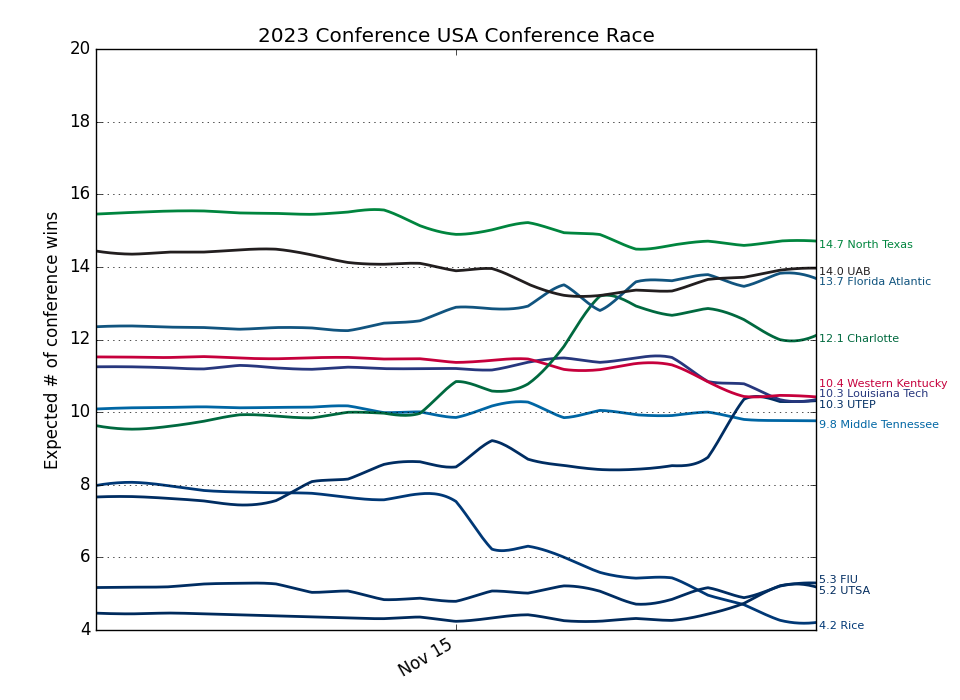 2023 Conference USA Conference Race
Expected # of conference wins
20
18
16
14
12
10
8
6
4
Nov 15
14.7 North Texas
14.0 UAB
13.7 Florida Atlantic
12.1 Charlotte
10.4 Western Kentucky
10.3 Louisiana Tech
10.3 UTEP
9.8 Middle Tennessee
5.3 FIU
5.2 UTSA
4.2 Rice